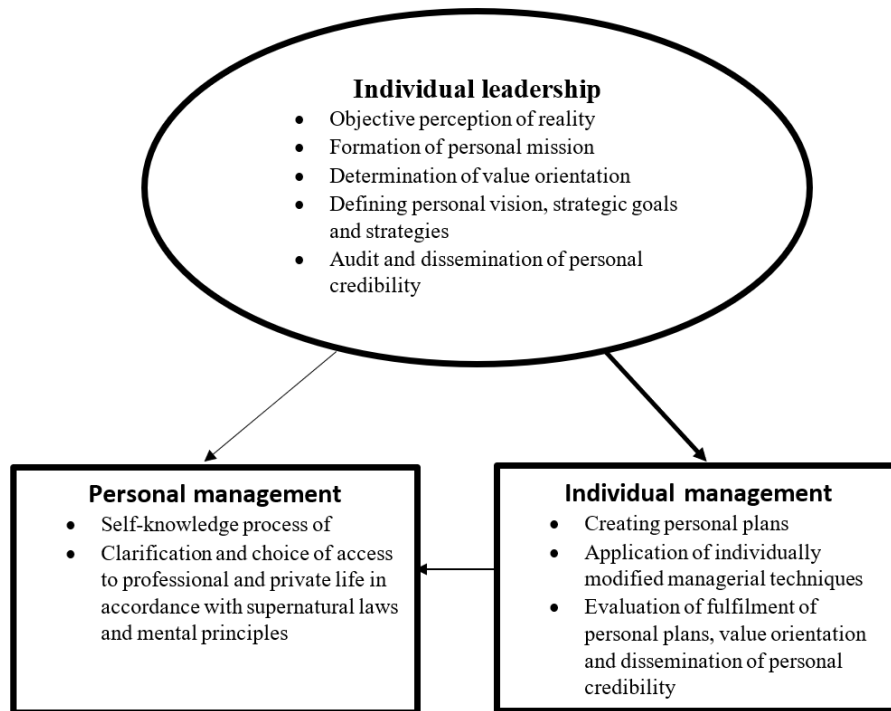 Individual leadership
• Objective perception of reality
• Formation of personal mission
• Determination of value orientation
• Defining personal vision, strategic goals
and strategies
• Audit and dissemination of personal
credibility
Personal management
• Self-knowledge process of
• Clarification and choice of access
to professional and private life in
accordance with supernatural laws
and mental principles
Individual management
• Creating personal plans
• Application of individually
modified managerial techniques
• Evaluation of fulfilment of
personal plans, value orientation
and dissemination of personal
credibility